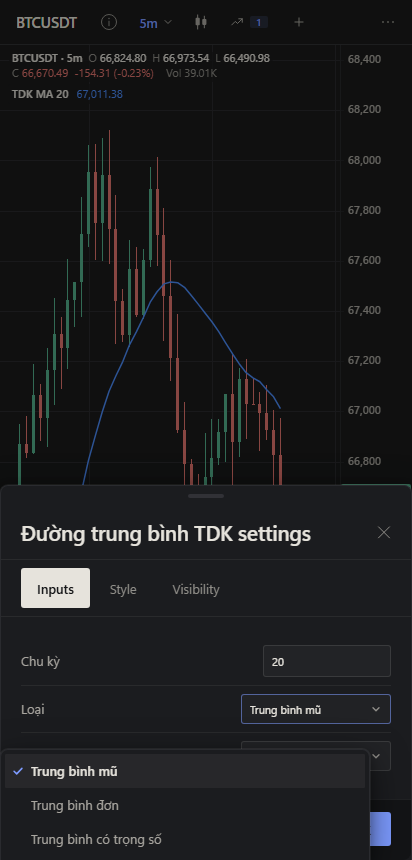 BTCUSDT 5m 1
BTCUSDT · 5m O 66,824.80 H 66,973.54 L 66,490.98
C 66,670.49 -154.31 (-0.23%) Vol 39.01K
TDK MA 20 67,011.38
68,400
68,200
68,000
67,800
67,600
67,400
67,200
67,000
66,800
Đường trung bình TDK settings
Inputs Style Visibility
Chu kỳ 20
Loại Trung bình mũ
Trung bình mũ
Trung bình đơn
Trung bình có trọng số